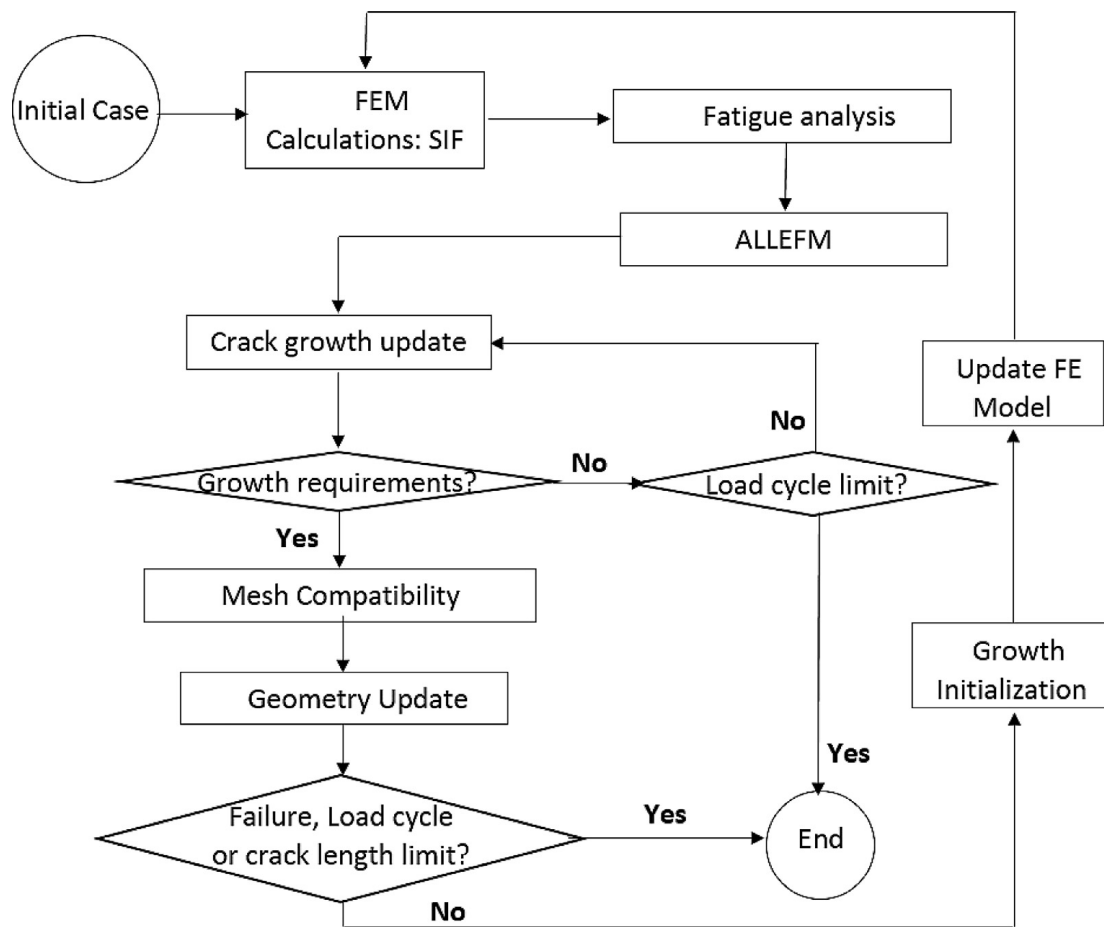 Initial Case
FEM
Calculations: SIF
Fatigue analysis
ALLEFM
Crack growth update
Update FE
Model
No
Growth requirements?
No
Load cycle limit?
Yes
Mesh Compatibility
Growth
Initialization
Geometry Update
Yes
Failure, Load cycle
or crack length limit?
Yes
End
No